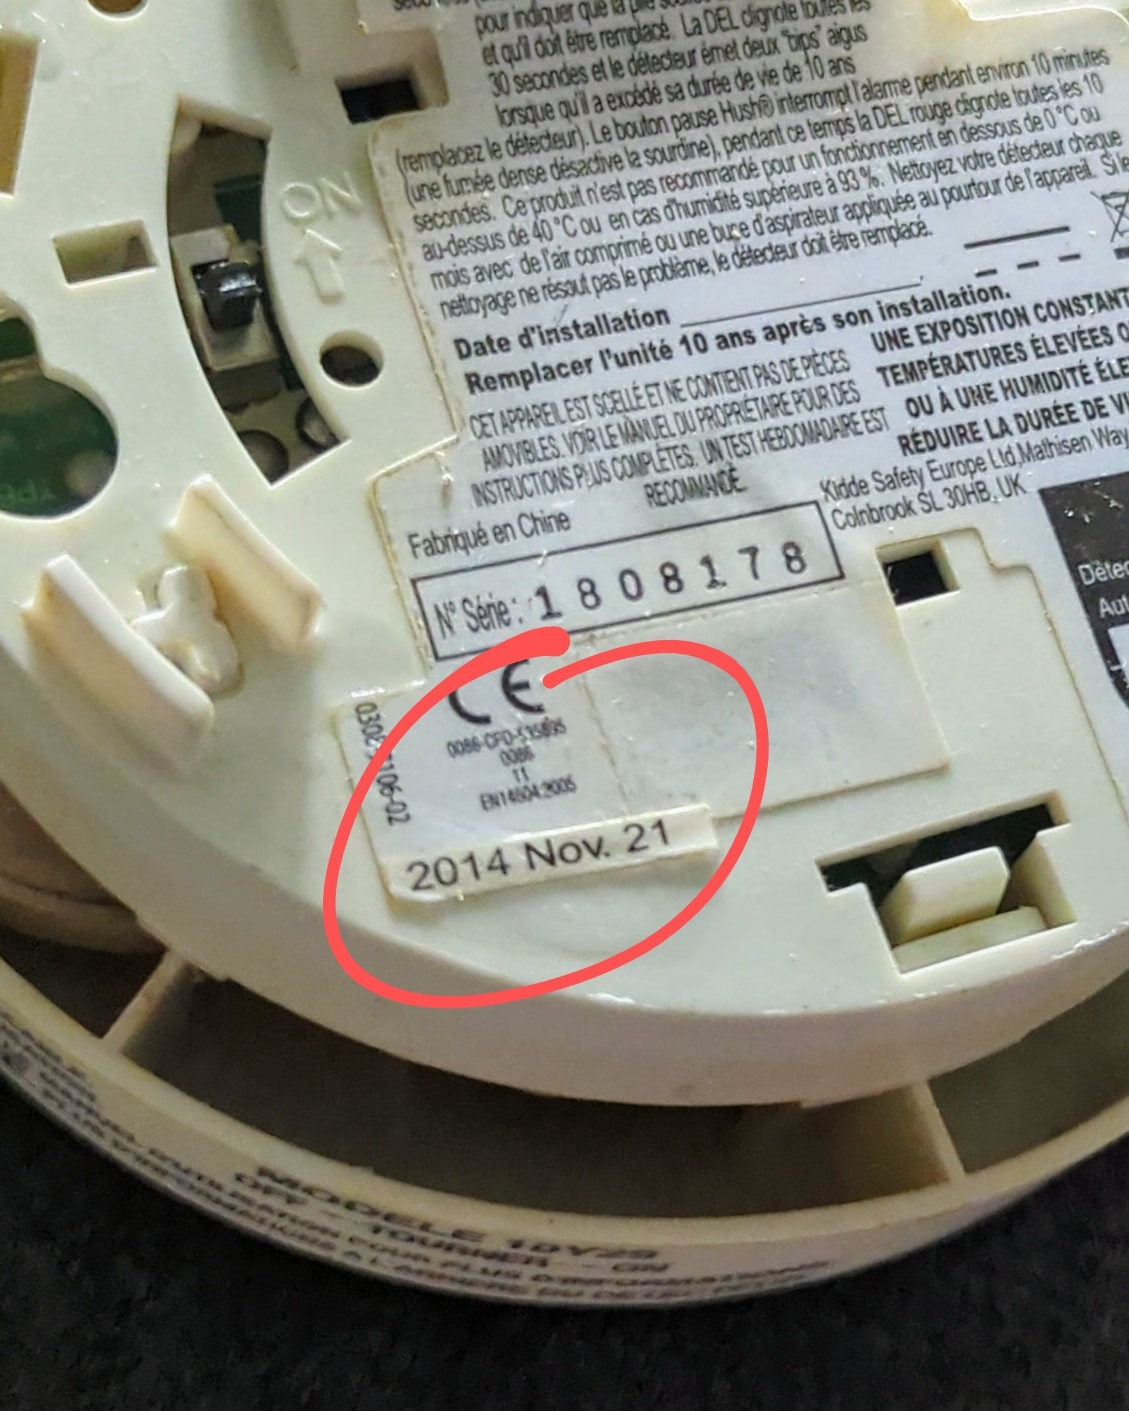 pour indiquer que la pile
et qu'il doit être remplacé. La DEL clignote toutes les
30 secondes et le détecteur émet deux "bips" aigus
lorsque qu'il a excédé sa durée de vie de 10 ans
(remplacez le détecteur). Le bouton pause Hush® interrompt l'alarme pendant environ 10 minutes
(une fumée dense désactive la sourdine), pendant ce temps la DEL rouge clignote toutes les 10
secondes. Ce produit n'est pas recommandé pour un fonctionnement en dessous de 0 °C ou
au-dessus de 40 °C ou en cas d'humidité supérieure à 93 %. Nettoyez votre détecteur chaque
mois avec de l'air comprimé ou une buse d'aspirateur appliquée au pourtour de l'appareil. Si le
nettoyage ne résout pas le problème, le détecteur doit être remplacé.
Date d'installation
Remplacer l'unité 10 ans après son installation.
CET APPAREIL EST SCELLÉ ET NE CONTIENT PAS DE PIÈCES
AMOVIBLES. VOIR LE MANUEL DU PROPRIÉTAIRE POUR DES
INSTRUCTIONS PLUS COMPLÈTES. UN TEST HEBDOMADAIRE EST
RECOMMANDÉ.
UNE EXPOSITION CONSTANT
TEMPÉRATURES ÉLEVÉES O
OU À UNE HUMIDITÉ ÉLE
RÉDUIRE LA DURÉE DE VI
Kidde Safety Europe Ltd,Mathisen Way
Colnbrook SL 30HB, UK
Fabriqué en Chine
N° Série : 1808178
CE
0086
11
EN14604:2005
2014 Nov. 21
ON
Détec
Aut
MODELE 10Y29
OFF - TOURNER - ON